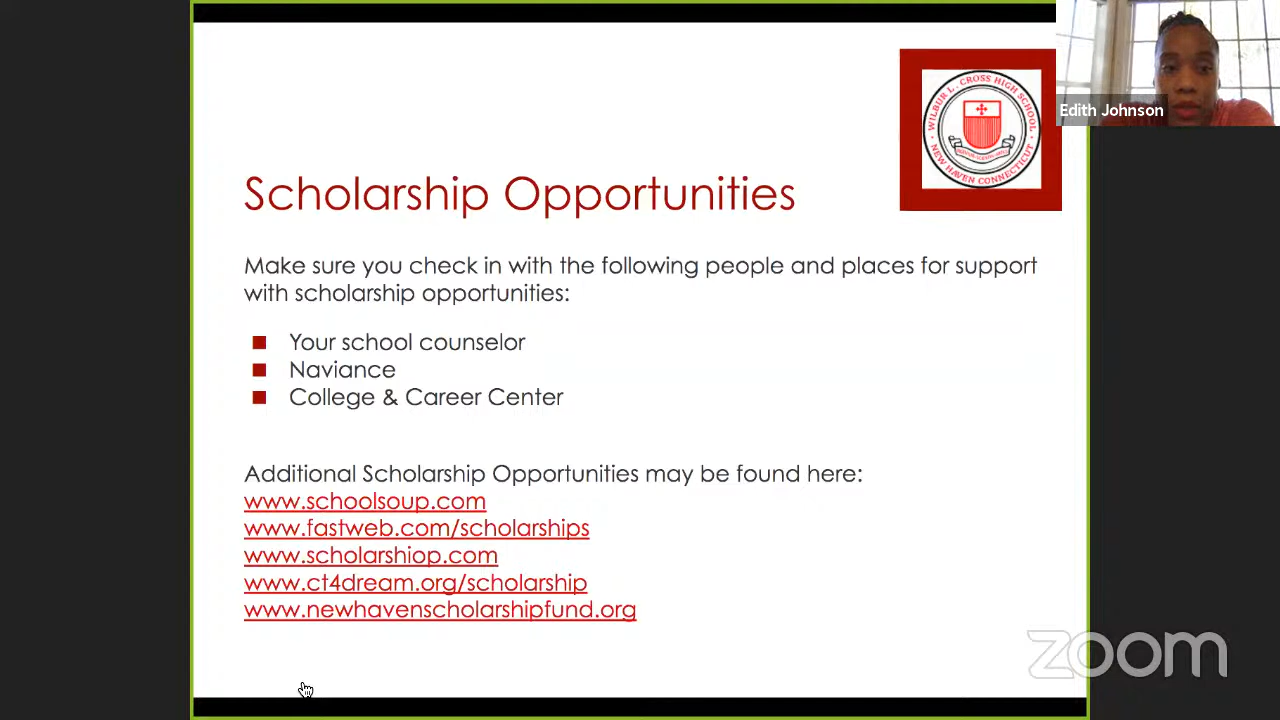 WILBUR L. CROSS HIGH SCHOOL
NEW HAVEN CONNECTICUT
Edith Johnson
Scholarship Opportunities
Make sure you check in with the following people and places for support
with scholarship opportunities:
Your school counselor
Naviance
College & Career Center
Additional Scholarship Opportunities may be found here:
www.schoolsoup.com
www.fastweb.com/scholarships
www.scholarshiop.com
www.ct4dream.org/scholarship
www.newhavenscholarshipfund.org
zoom